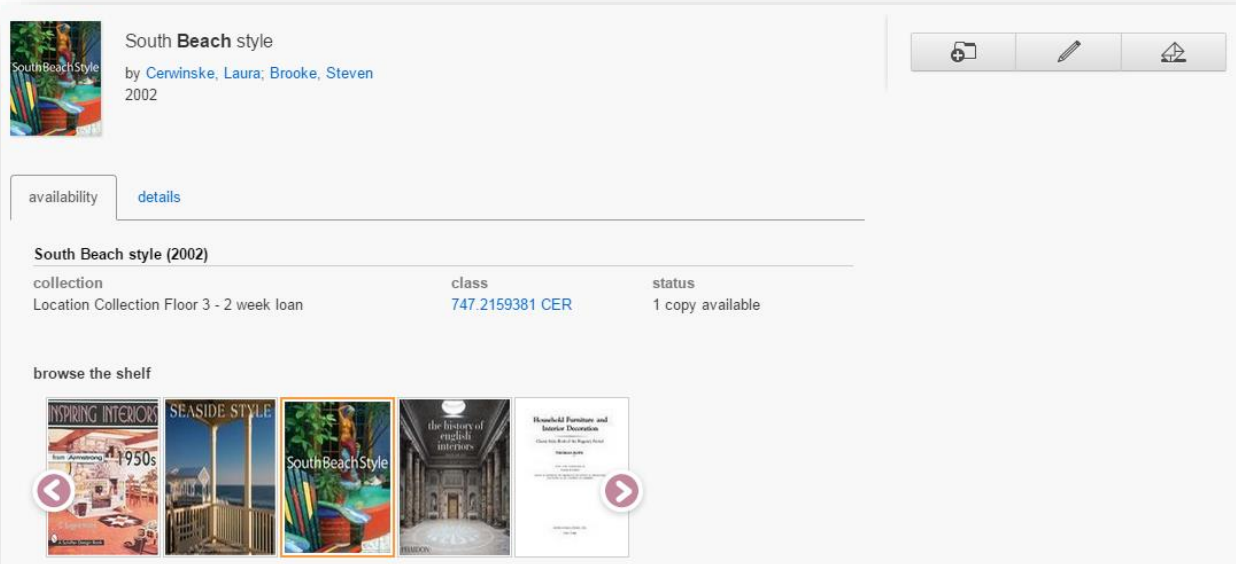 SouthBeachStyle
South Beach style
by Cerwinske, Laura; Brooke, Steven
2002
availability
details
South Beach style (2002)
collection
class
status
Location Collection Floor 3 - 2 week loan
747.2159381 CER
1 copy available
browse the shelf
INSPIRING INTERIORS
from Armstrong
1950s
SEASIDE STYLE
SouthBeachStyle
the history of
english
interiors
PHAIDON
Household Furniture and
Interior Decoration